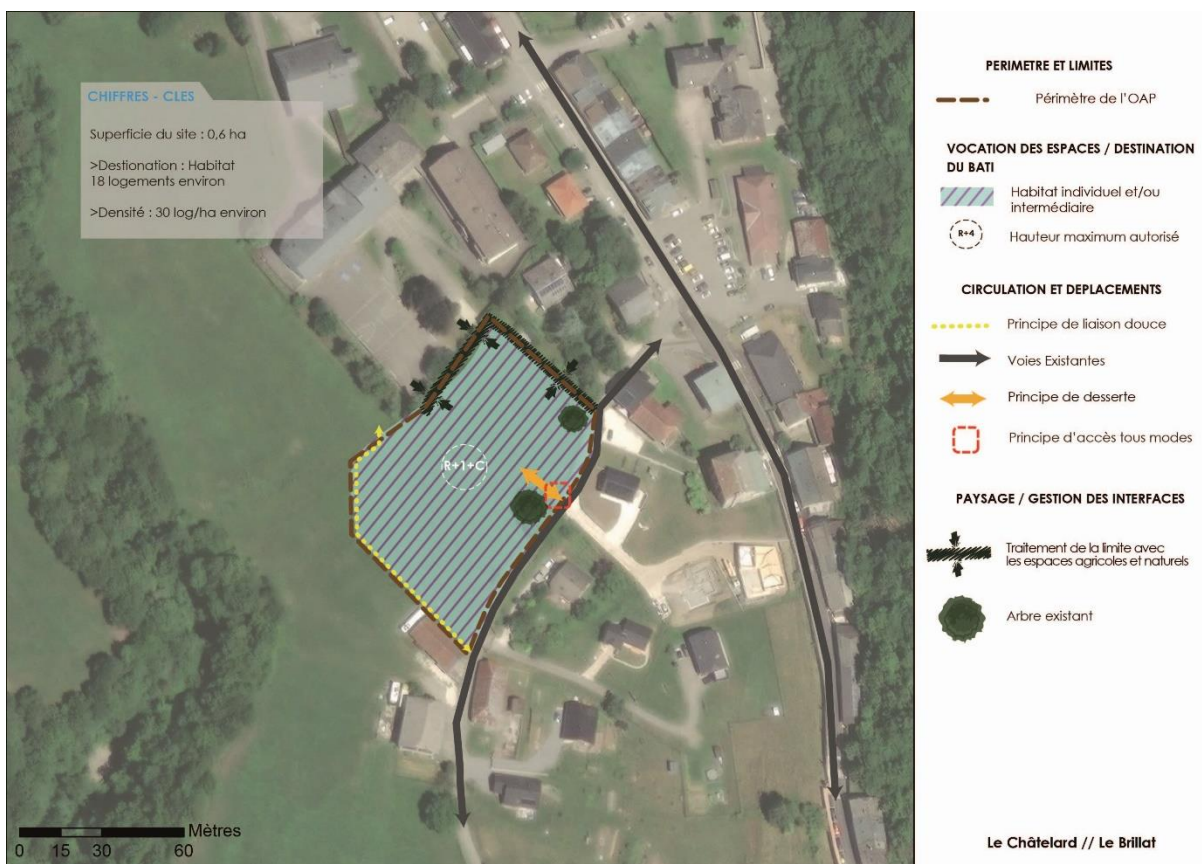 CHIFFRES - CLES
Superficie du site : 0,6 ha
>Destionation : Habitat
18 logements environ
>Densité : 30 log/ha environ
R+1+C
Mètres
0 15 30 60
PERIMETRE ET LIMITES
Périmètre de l'OAP
VOCATION DES ESPACES / DESTINATION
DU BATI
Habitat individuel et/ou
intermédiaire
R+4
Hauteur maximum autorisé
CIRCULATION ET DEPLACEMENTS
Principe de liaison douce
Voies Existantes
Principe de desserte
Principe d'accès tous modes
PAYSAGE / GESTION DES INTERFACES
Traitement de la limite avec
les espaces agricoles et naturels
Arbre existant
Le Châtelard // Le Brillat